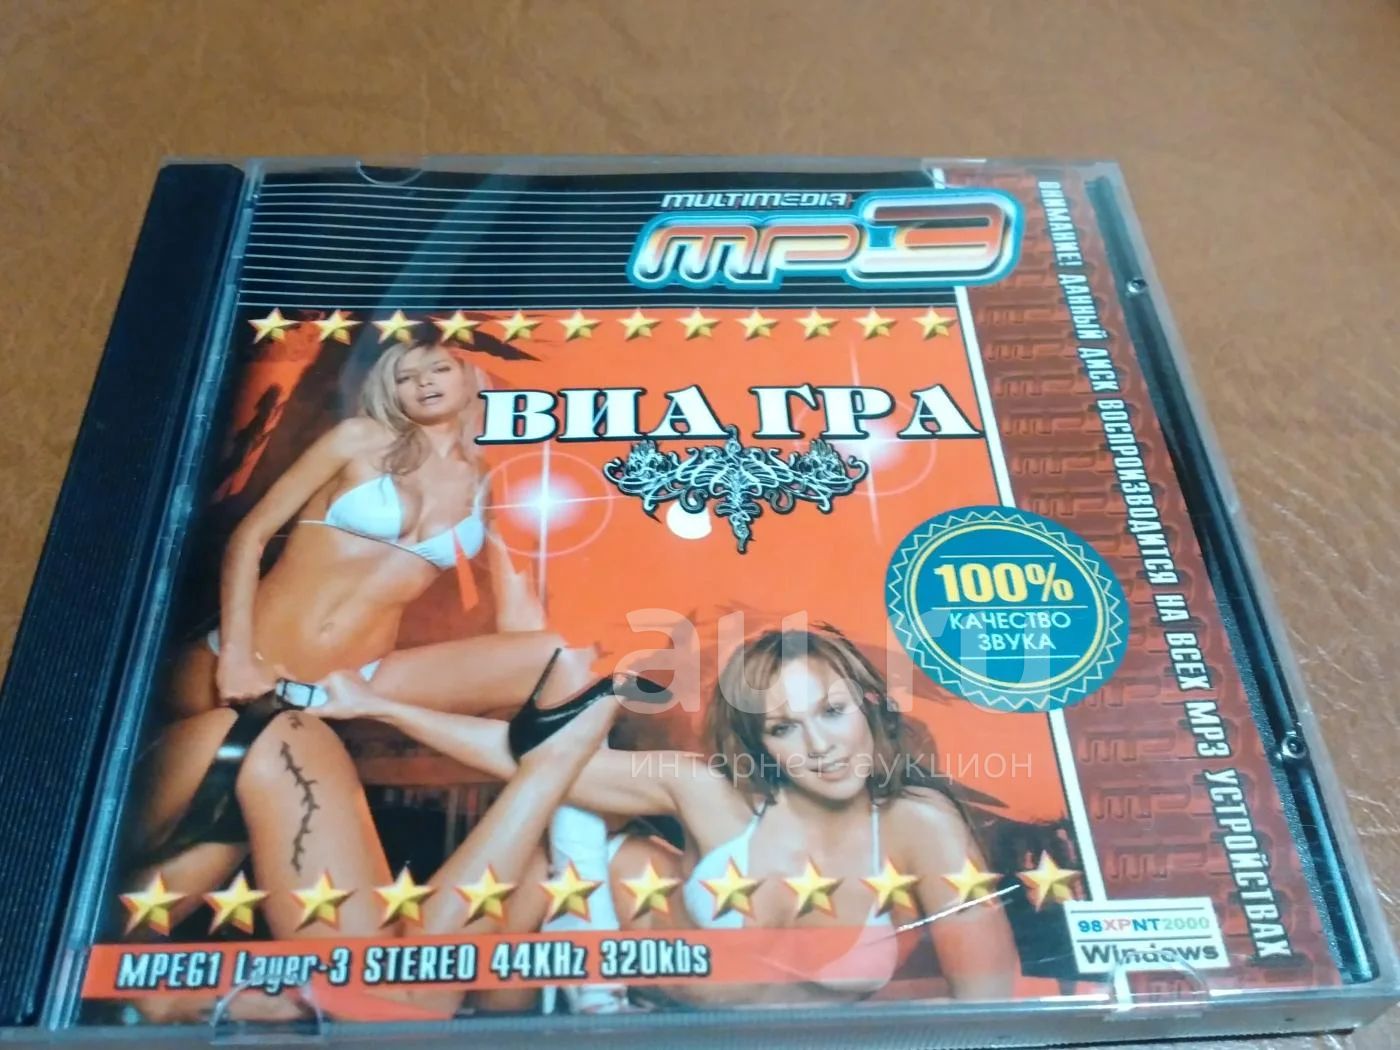 MULTIMEDIA
mp3
ВИА ГРА
100%
КАЧЕСТВО
ЗВУКА
au.ru
интернет-аукцион
MPEG1 Layer-3 STEREO 44KHz 320kbs
98XPNT2000
Windows
ВНИМАНИЕ! ДАННЫЙ ДИСК ВОСПРОИЗВОДИТСЯ НА ВСЕХ MP3 УСТРОЙСТВАХ